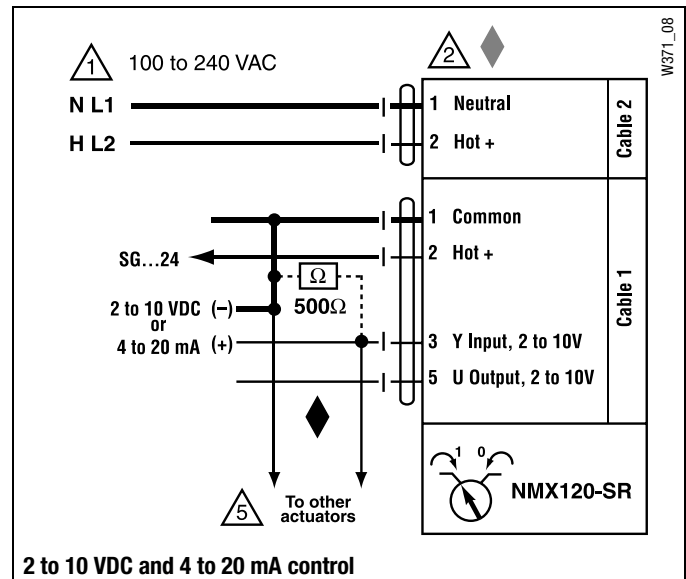 W371_08
1 100 to 240 VAC
2
N L1
H L2
1 Neutral
2 Hot +
Cable 2
1 Common
2 Hot +
SG...24
Ω
500Ω
2 to 10 VDC (–)
or
4 to 20 mA (+)
3 Y Input, 2 to 10V
5 U Output, 2 to 10V
Cable 1
1 0
NMX120-SR
5 To other
actuators
2 to 10 VDC and 4 to 20 mA control